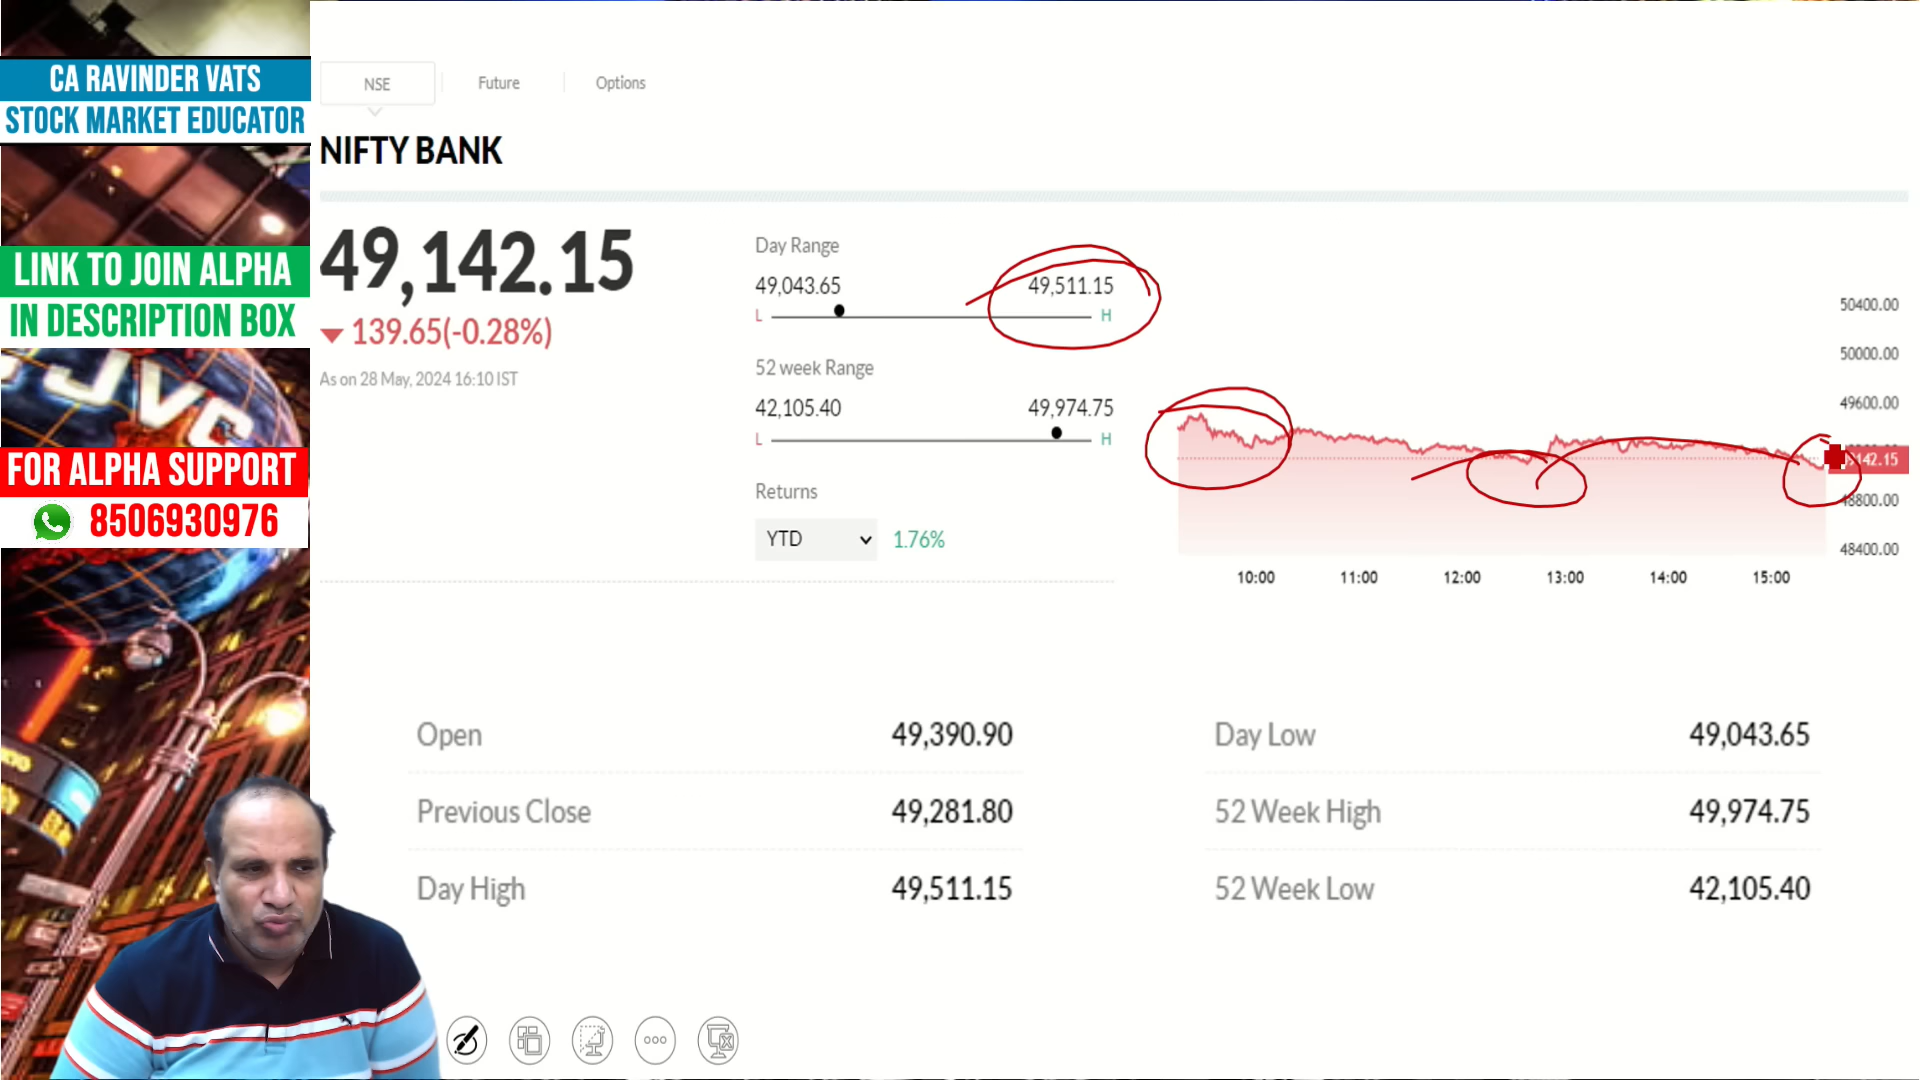 CA RAVINDER VATS
STOCK MARKET EDUCATOR
LINK TO JOIN ALPHA
IN DESCRIPTION BOX
JVC
FOR ALPHA SUPPORT
8506930976
NSE
Future
Options
NIFTY BANK
49,142.15
139.65(-0.28%)
As on 28 May, 2024 16:10 IST
Day Range
49,043.65
49,511.15
L
H
52 week Range
42,105.40
49,974.75
L
H
Returns
YTD
1.76%
50400.00
50000.00
49600.00
142.15
48800.00
48400.00
10:00
11:00
12:00
13:00
14:00
15:00
Open 49,390.90
Previous Close 49,281.80
Day High 49,511.15
Day Low 49,043.65
52 Week High 49,974.75
52 Week Low 42,105.40